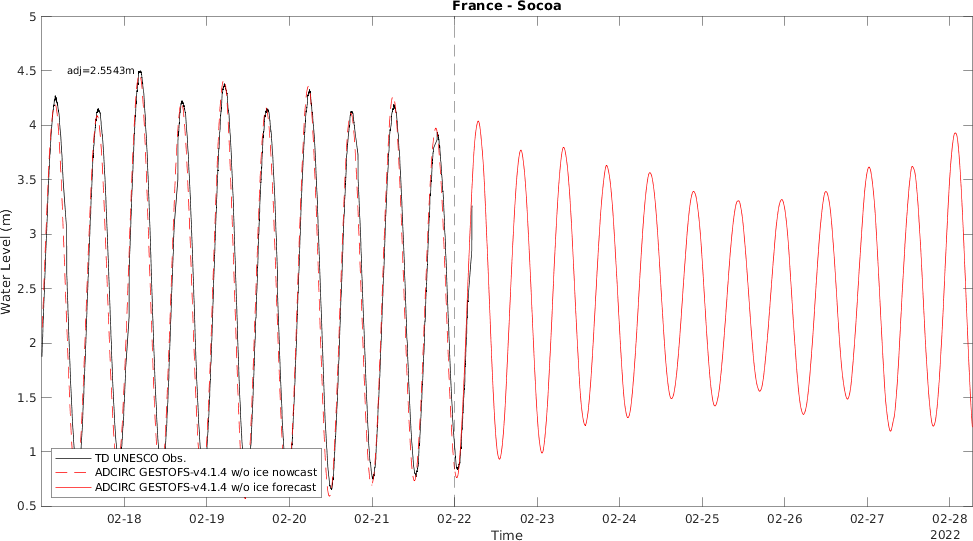 France - Socoa
5
4.5
4
3.5
3
2.5
2
1.5
1
0.5
Water Level (m)
adj=2.5543m
TD UNESCO Obs.
ADCIRC GESTOFS-v4.1.4 w/o ice nowcast
ADCIRC GESTOFS-v4.1.4 w/o ice forecast
02-18 02-19 02-20 02-21 02-22 02-23 02-24 02-25 02-26 02-27 02-28
2022
Time